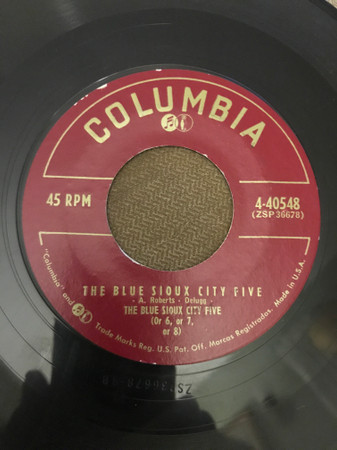 COLUMBIA
45 RPM
4-40548
(ZSP 36678)
THE BLUE SIOUX CITY FIVE
- A. Roberts - Delugg -
THE BLUE SIOUX CITY FIVE
(Or 6, or 7,
or 8)
"Columbia" and Trade Marks Reg. U.S. Pat. Off. Marcas Registradas. Made in U.S.A.